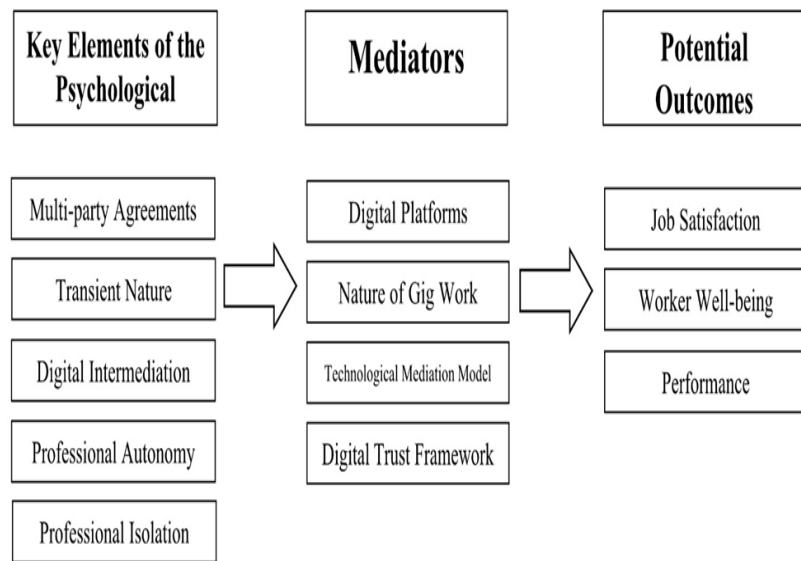 Key Elements of the
Psychological
Multi-party Agreements
Transient Nature
Digital Intermediation
Professional Autonomy
Professional Isolation
Mediators
Digital Platforms
Nature of Gig Work
Technological Mediation Model
Digital Trust Framework
Potential
Outcomes
Job Satisfaction
Worker Well-being
Performance